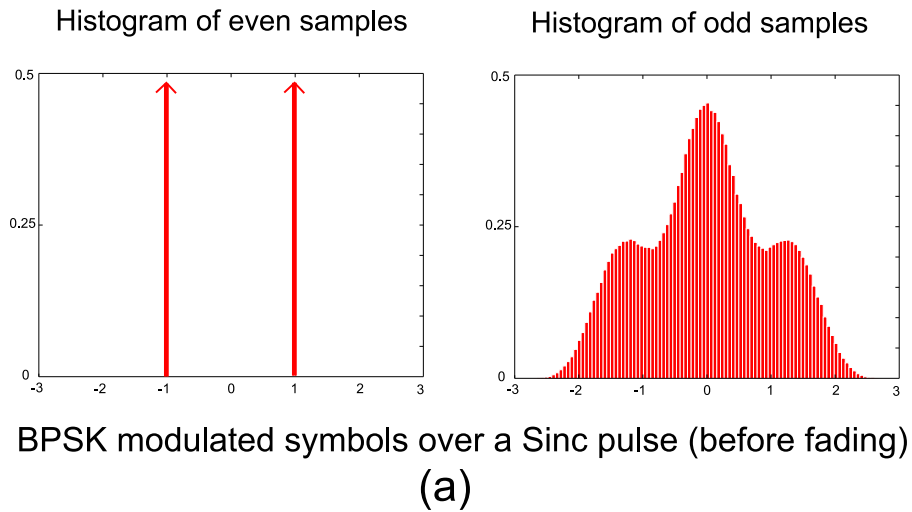 Histogram of even samples
Histogram of odd samples
0.5
0.25
0
-3 -2 -1 0 1 2 3
0.5
0.25
0
-3 -2 -1 0 1 2 3
BPSK modulated symbols over a Sinc pulse (before fading)
(a)